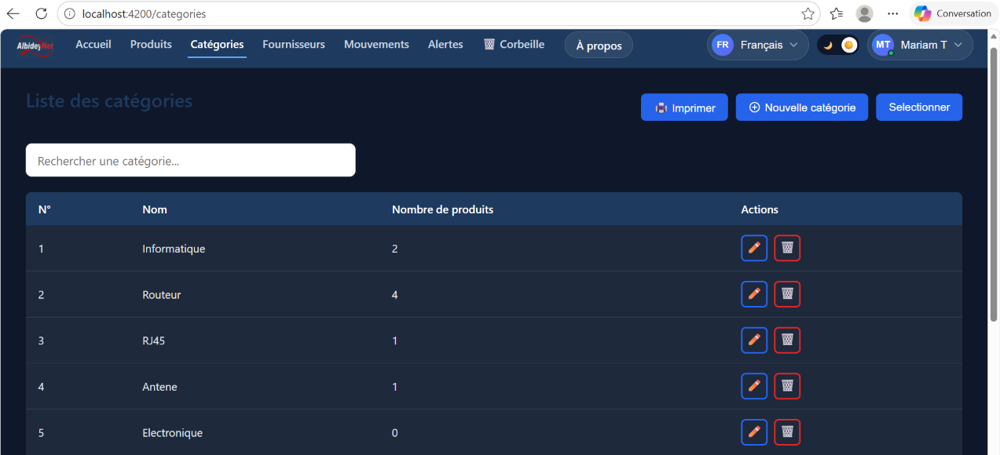 localhost:4200/categories
Conversation
AlbideyNet
Accueil Produits Catégories Fournisseurs Mouvements Alertes Corbeille À propos FR Français MT Mariam T
Liste des catégories
Imprimer Nouvelle catégorie Selectionner
Rechercher une catégorie...
N° Nom Nombre de produits Actions
1 Informatique 2
2 Routeur 4
3 RJ45 1
4 Antene 1
5 Electronique 0